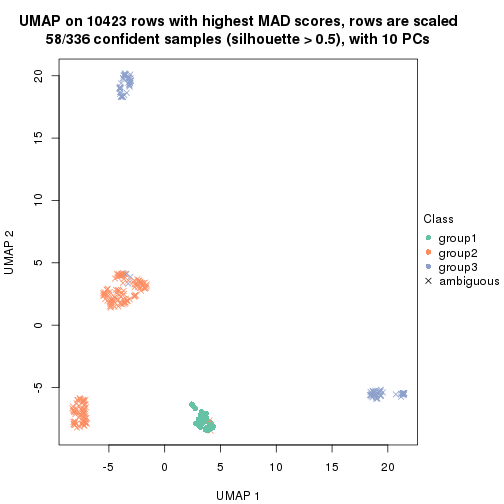 UMAP on 10423 rows with highest MAD scores, rows are scaled
58/336 confident samples (silhouette > 0.5), with 10 PCs
20
15
10
5
0
-5
UMAP 2
-5
0
5
10
15
20
UMAP 1
Class
group1
group2
group3
ambiguous